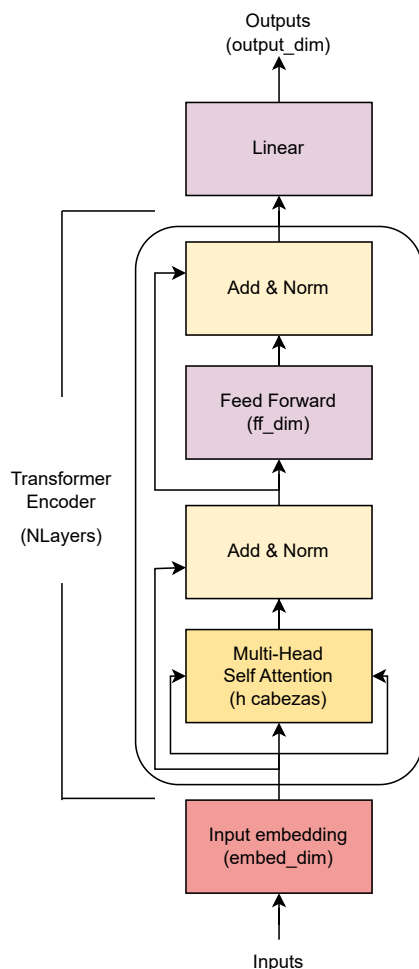 Outputs
(output_dim)
Linear
Add & Norm
Feed Forward
(ff_dim)
Transformer
Encoder
(NLayers)
Add & Norm
Multi-Head
Self Attention
(h cabezas)
Input embedding
(embed_dim)
Inputs